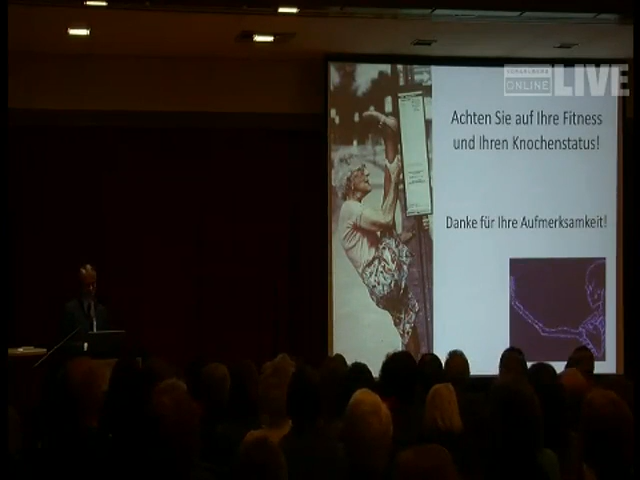 VORARLBERG
ONLINE
LIVE
Achten Sie auf Ihre Fitness
und Ihren Knochenstatus!
Danke für Ihre Aufmerksamkeit!